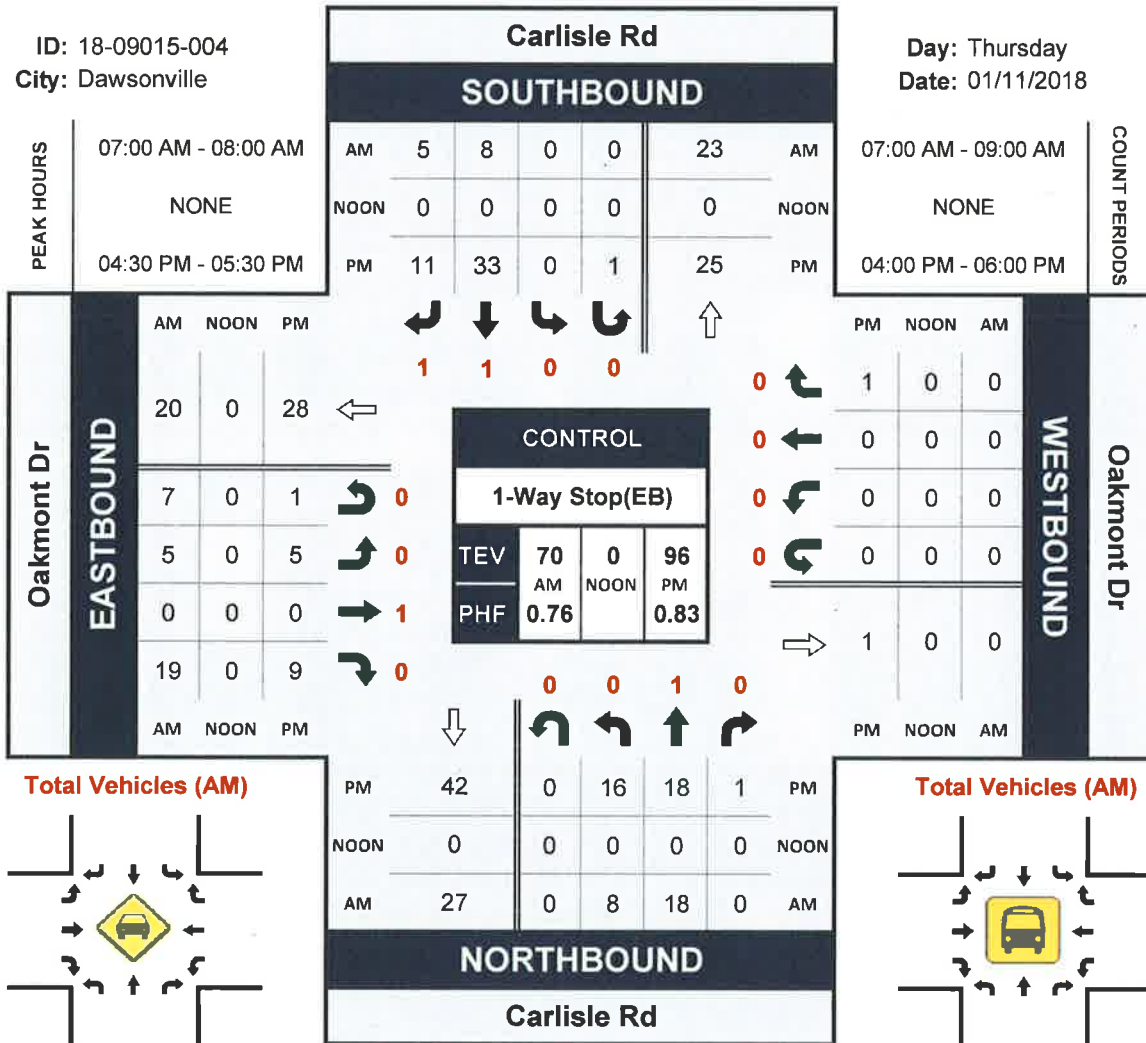 ID: 18-09015-004
City: Dawsonville
Carlisle Rd
SOUTHBOUND
Day: Thursday
Date: 01/11/2018
PEAK HOURS
07:00 AM - 08:00 AM
NONE
04:30 PM - 05:30 PM
AM 5 8 0 0 23 AM
NOON 0 0 0 0 0 NOON
PM 11 33 0 1 25 PM
07:00 AM - 09:00 AM
NONE
04:00 PM - 06:00 PM
COUNT PERIODS
1 1 0 0
Oakmont Dr
EASTBOUND
AM NOON PM
20 0 28
7 0 1 0
5 0 5 0
0 0 0 1
19 0 9 0
AM NOON PM
CONTROL
1-Way Stop(EB)
TEV 70 0 96
AM NOON PM
PHF 0.76 0.83
PM NOON AM
0 1 0 0
0 0 0 0
0 0 0 0
0 0 0 0
1 0 0
PM NOON AM
WESTBOUND
Oakmont Dr
0 0 1 0
PM 42 0 16 18 1 PM
NOON 0 0 0 0 0 NOON
AM 27 0 8 18 0 AM
NORTHBOUND
Carlisle Rd
Total Vehicles (AM)
Total Vehicles (AM)